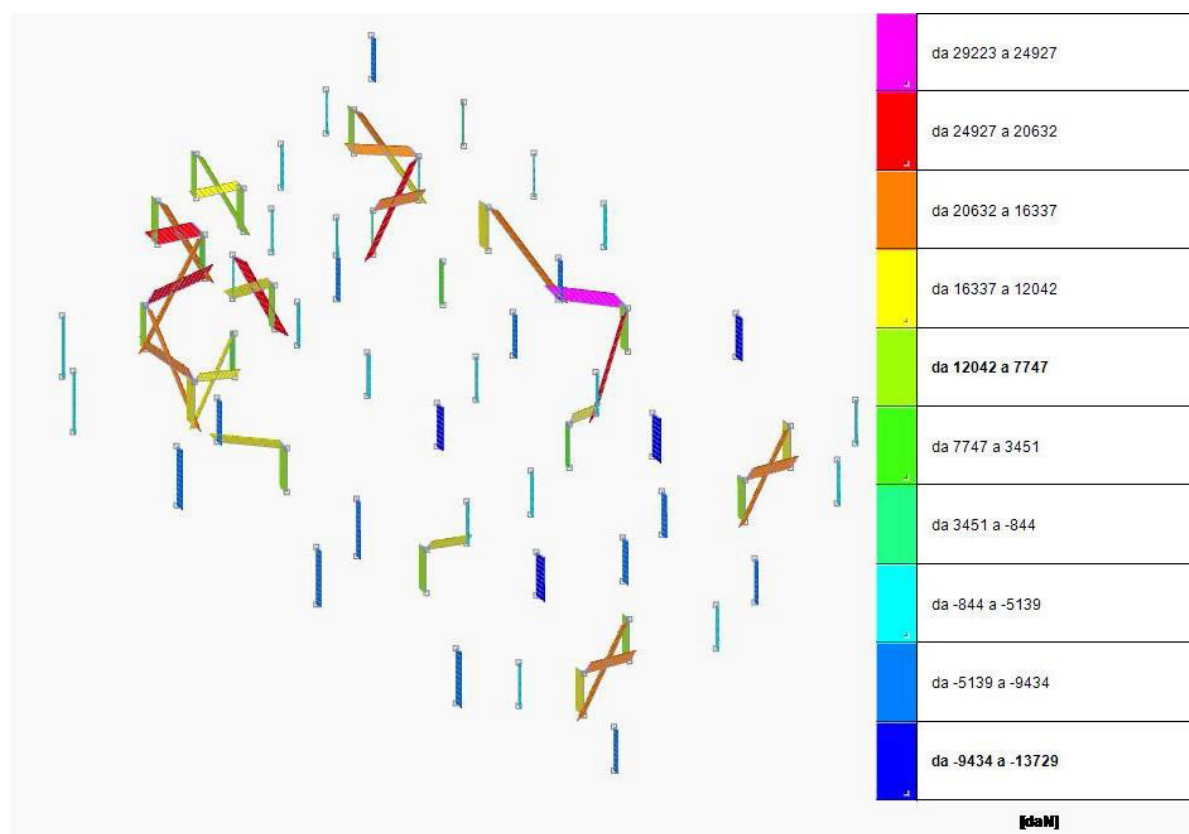 da 29223 a 24927
da 24927 a 20632
da 20632 a 16337
da 16337 a 12042
da 12042 a 7747
da 7747 a 3451
da 3451 a -844
da -844 a -5139
da -5139 a -9434
da -9434 a -13729
[daN]